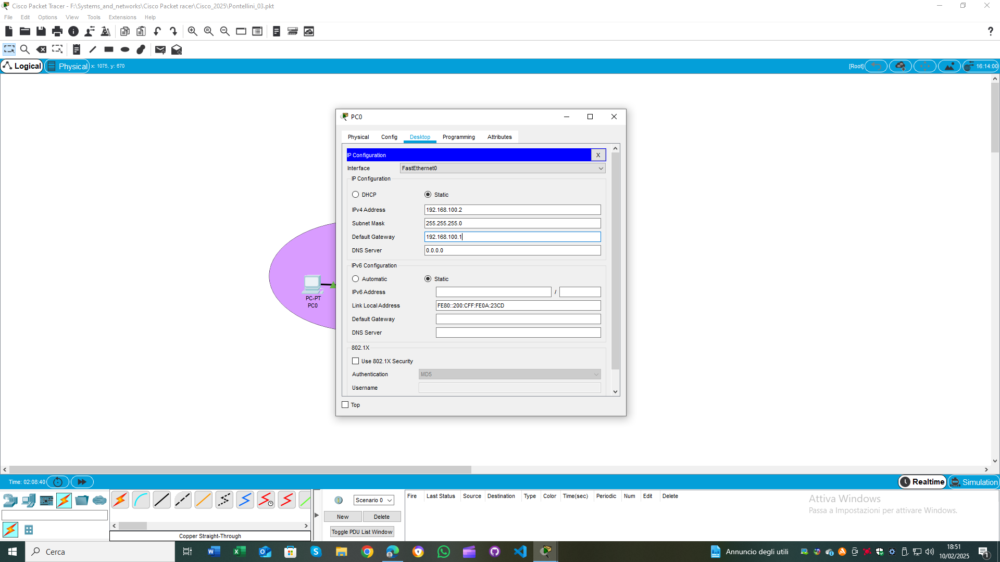 Cisco Packet Tracer - F:\Systems_and_networks\Cisco Packet racer\Cisco_2025\Pontellini_03.pkt
File Edit Options View Tools Extensions Help
?
Logical Physical x: 1075, y: 670 [Root] 16:14:00
PC0
Physical Config Desktop Programming Attributes
IP Configuration X
Interface FastEthernet0
IP Configuration
DHCP Static
IPv4 Address 192.168.100.2
Subnet Mask 255.255.255.0
Default Gateway 192.168.100.1
DNS Server 0.0.0.0
IPv6 Configuration
Automatic Static
IPv6 Address /
Link Local Address FE80::200:CFF:FE0A:23CD
Default Gateway
DNS Server
802.1X
Use 802.1X Security
Authentication MD5
Username
Top
PC-PT
PC0
Time: 02:08:40 Realtime Simulation
Scenario 0
New Delete
Toggle PDU List Window
Fire Last Status Source Destination Type Color Time(sec) Periodic Num Edit Delete
Copper Straight-Through
Attiva Windows
Passa a Impostazioni per attivare Windows.
Cerca
Annuncio degli utili
18:51
10/02/2025
1